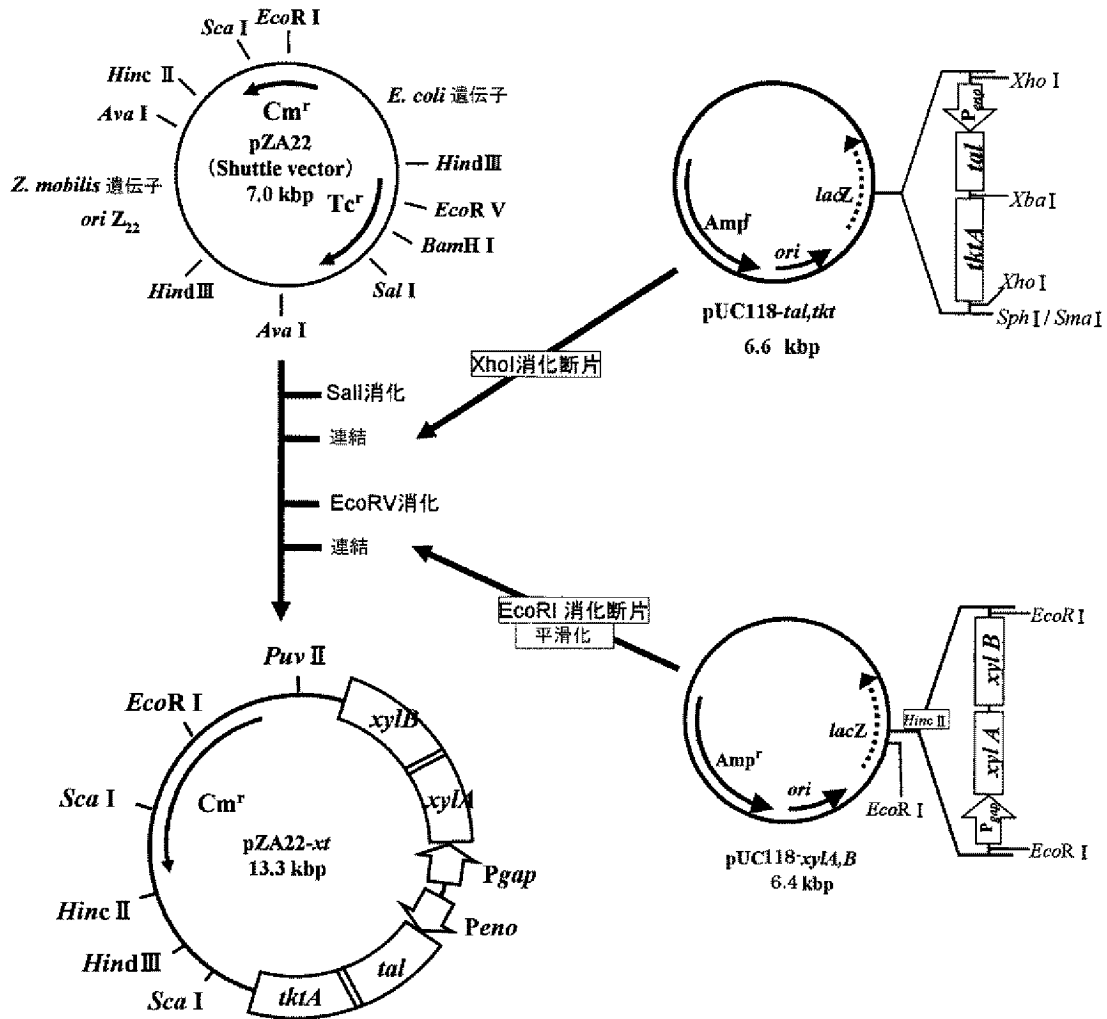 EcoR I
Sca I
Hinc II
Ava I
Cmʳ
pZA22
(Shuttle vector)
7.0 kbp
Tcʳ
E. coli 遺伝子
HindIII
EcoR V
BamH I
Sal I
Z. mobilis 遺伝子
ori Z₂₂
HindIII
Ava I
Ampʳ
ori
lacZ
pUC118-tal,tkt
6.6 kbp
Xho I
Pgap
tal
Xba I
tktA
Xho I
Sph I / Sma I
XhoI消化断片
SalI消化
連結
EcoRV消化
連結
EcoRI 消化断片
平滑化
Puv II
EcoR I
Sca I
Cmʳ
pZA22-xt
13.3 kbp
Hinc II
HindIII
Sca I
xylB
xylA
Pgap
Peno
tal
tktA
Ampʳ
ori
lacZ
Hinc II
EcoR I
pUC118-xylA,B
6.4 kbp
EcoR I
xyl B
xyl A
Pgap
EcoR I